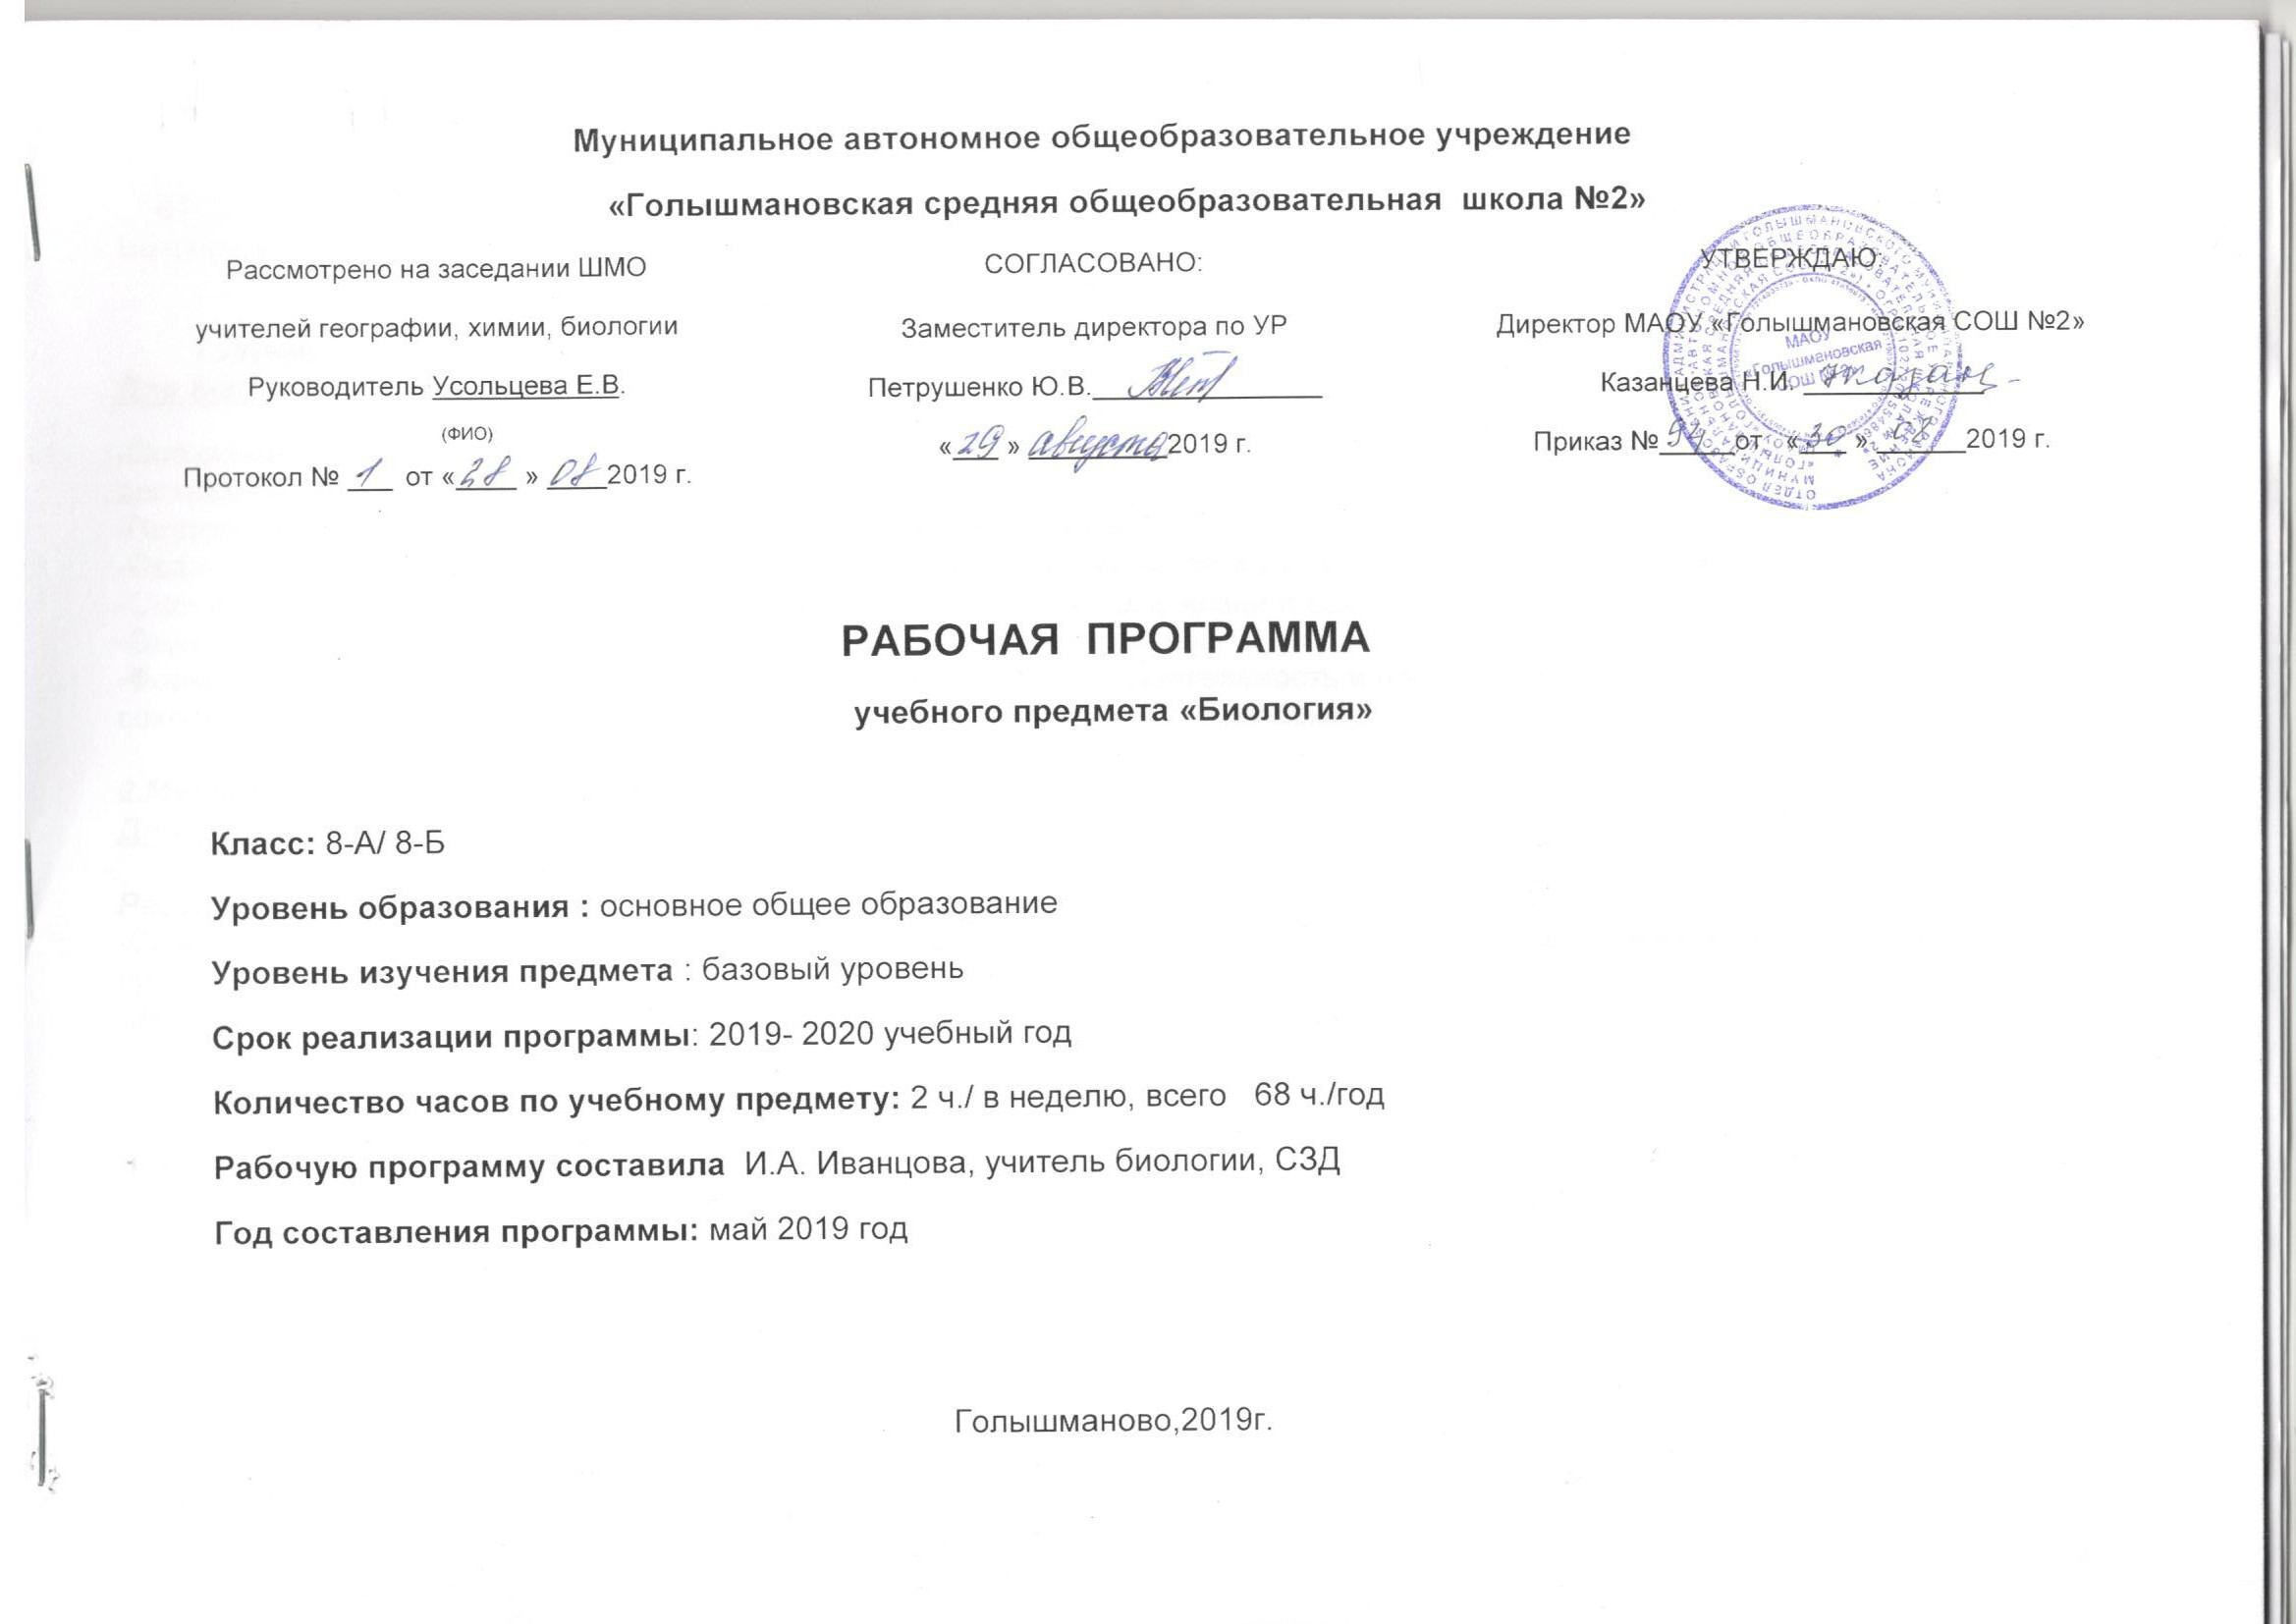 Муниципальное автономное общеобразовательное учреждение
«Голышмановская средняя общеобразовательная школа №2»
Рассмотрено на заседании ШМО
учителей географии, химии, биологии
Руководитель Усольцева Е.В.
(ФИО)
Протокол № 1 от «28 » 08 2019 г.
СОГЛАСОВАНО:
Заместитель директора по УР
Петрушенко Ю.В.
«29 » августа 2019 г.
УТВЕРЖДАЮ:
Директор МАОУ «Голышмановская СОШ №2»
Казанцева Н.И.
Приказ № от «30 » 08 2019 г.
МАОУ
«Голышмановская
СОШ №2»
РАБОЧАЯ ПРОГРАММА
учебного предмета «Биология»
Класс: 8-А/ 8-Б
Уровень образования : основное общее образование
Уровень изучения предмета : базовый уровень
Срок реализации программы: 2019- 2020 учебный год
Количество часов по учебному предмету: 2 ч./ в неделю, всего 68 ч./год
Рабочую программу составила И.А. Иванцова, учитель биологии, СЗД
Год составления программы: май 2019 год
Голышманово,2019г.